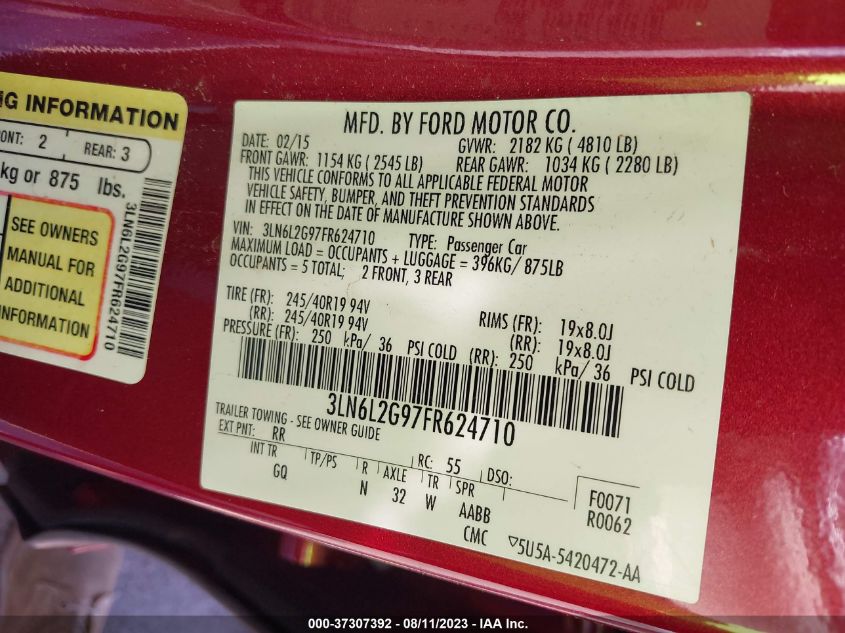 NG INFORMATION
ONT: 2 REAR: 3
kg or 875 lbs.
SEE OWNERS
MANUAL FOR
ADDITIONAL
INFORMATION
3LN6L2G97FR624710
MFD. BY FORD MOTOR CO.
DATE: 02/15 GVWR: 2182 KG ( 4810 LB)
FRONT GAWR: 1154 KG ( 2545 LB) REAR GAWR: 1034 KG ( 2280 LB)
THIS VEHICLE CONFORMS TO ALL APPLICABLE FEDERAL MOTOR
VEHICLE SAFETY, BUMPER, AND THEFT PREVENTION STANDARDS
IN EFFECT ON THE DATE OF MANUFACTURE SHOWN ABOVE.
VIN: 3LN6L2G97FR624710 TYPE: Passenger Car
MAXIMUM LOAD = OCCUPANTS + LUGGAGE = 396KG/ 875LB
OCCUPANTS = 5 TOTAL; 2 FRONT, 3 REAR
TIRE (FR): 245/40R19 94V RIMS (FR): 19x8.0J
(RR): 245/40R19 94V (RR): 19x8.0J
PRESSURE (FR): 250 kPa/ 36 PSI COLD (RR): 250 kPa/ 36 PSI COLD
3LN6L2G97FR624710
TRAILER TOWING - SEE OWNER GUIDE
EXT PNT: RR RC: 55 DSO:
INT TR TP/PS R AXLE TR SPR
GQ N 32 W AABB
CMC
F0071
R0062
▽5U5A-5420472-AA
000-37307392 - 08/11/2023 - IAA Inc.